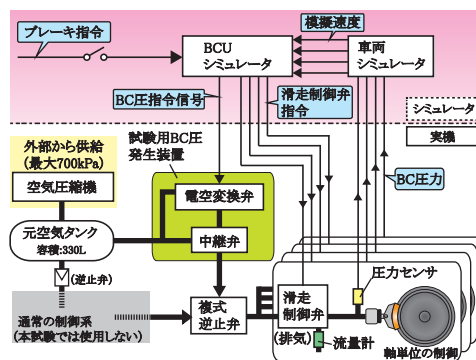 ブレーキ指令
BCU
シミュレータ
模擬速度
車両
シミュレータ
BC圧指令信号
滑走制御弁
指令
シミュレータ
実機
外部から供給
(最大700kPa)
空気圧縮機
試験用BC圧
発生装置
電空変換弁
中継弁
BC圧力
元空気タンク
容積:330L
(逆止弁)
通常の制御系
(本試験では使用しない)
複式
逆止弁
滑走
制御弁
(排気)
流量計
圧力センサ
軸単位の制御